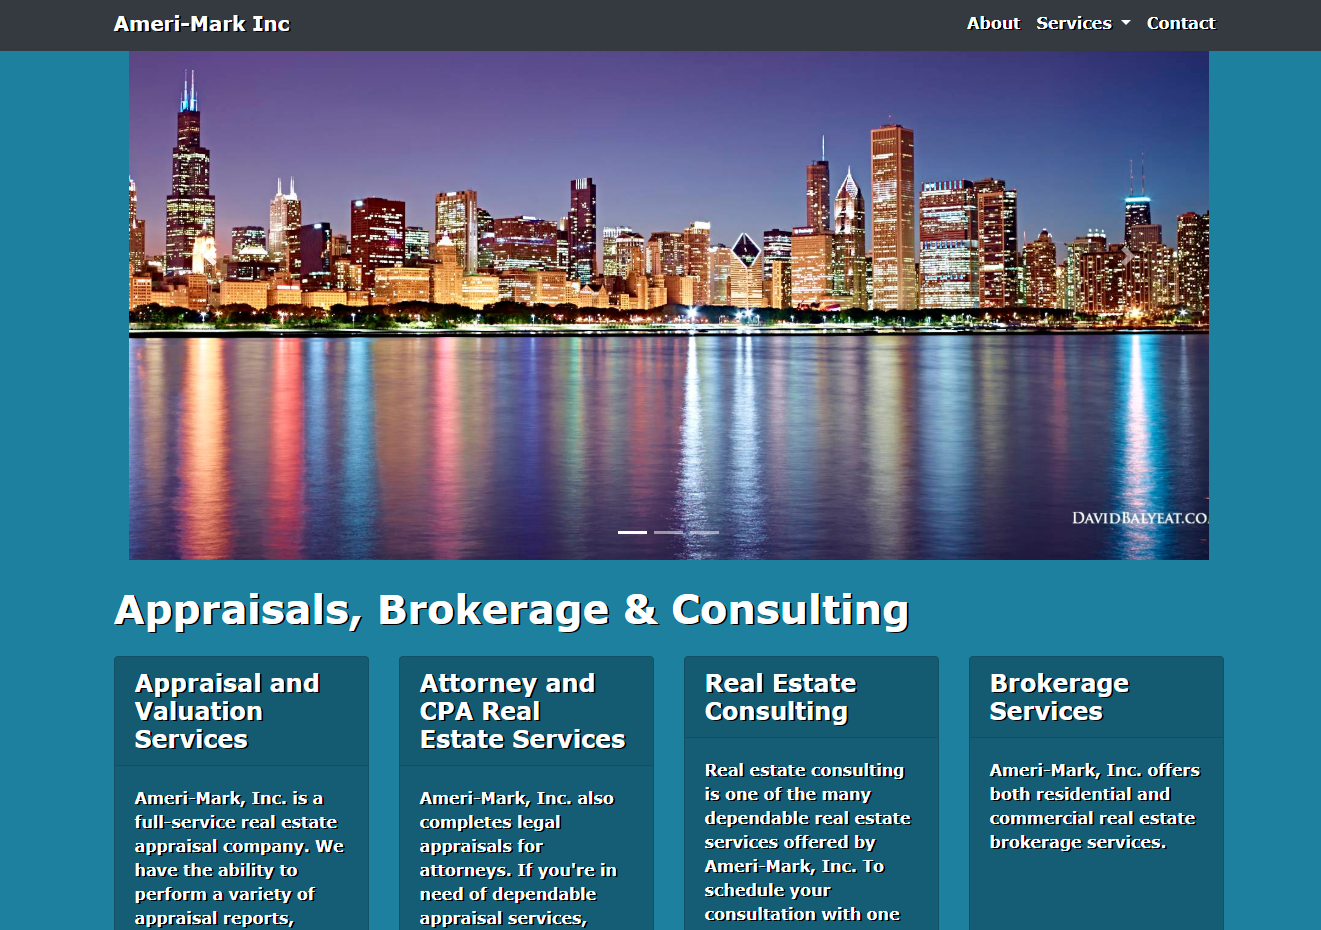 Ameri-Mark Inc
About Services Contact
DAVIDBALYEAT.CO
Appraisals, Brokerage & Consulting
Appraisal and
Valuation
Services
Ameri-Mark, Inc. is a
full-service real estate
appraisal company. We
have the ability to
perform a variety of
appraisal reports,
Attorney and
CPA Real
Estate Services
Ameri-Mark, Inc. also
completes legal
appraisals for
attorneys. If you're in
need of dependable
appraisal services,
Real Estate
Consulting
Real estate consulting
is one of the many
dependable real estate
services offered by
Ameri-Mark, Inc. To
schedule your
consultation with one
Brokerage
Services
Ameri-Mark, Inc. offers
both residential and
commercial real estate
brokerage services.